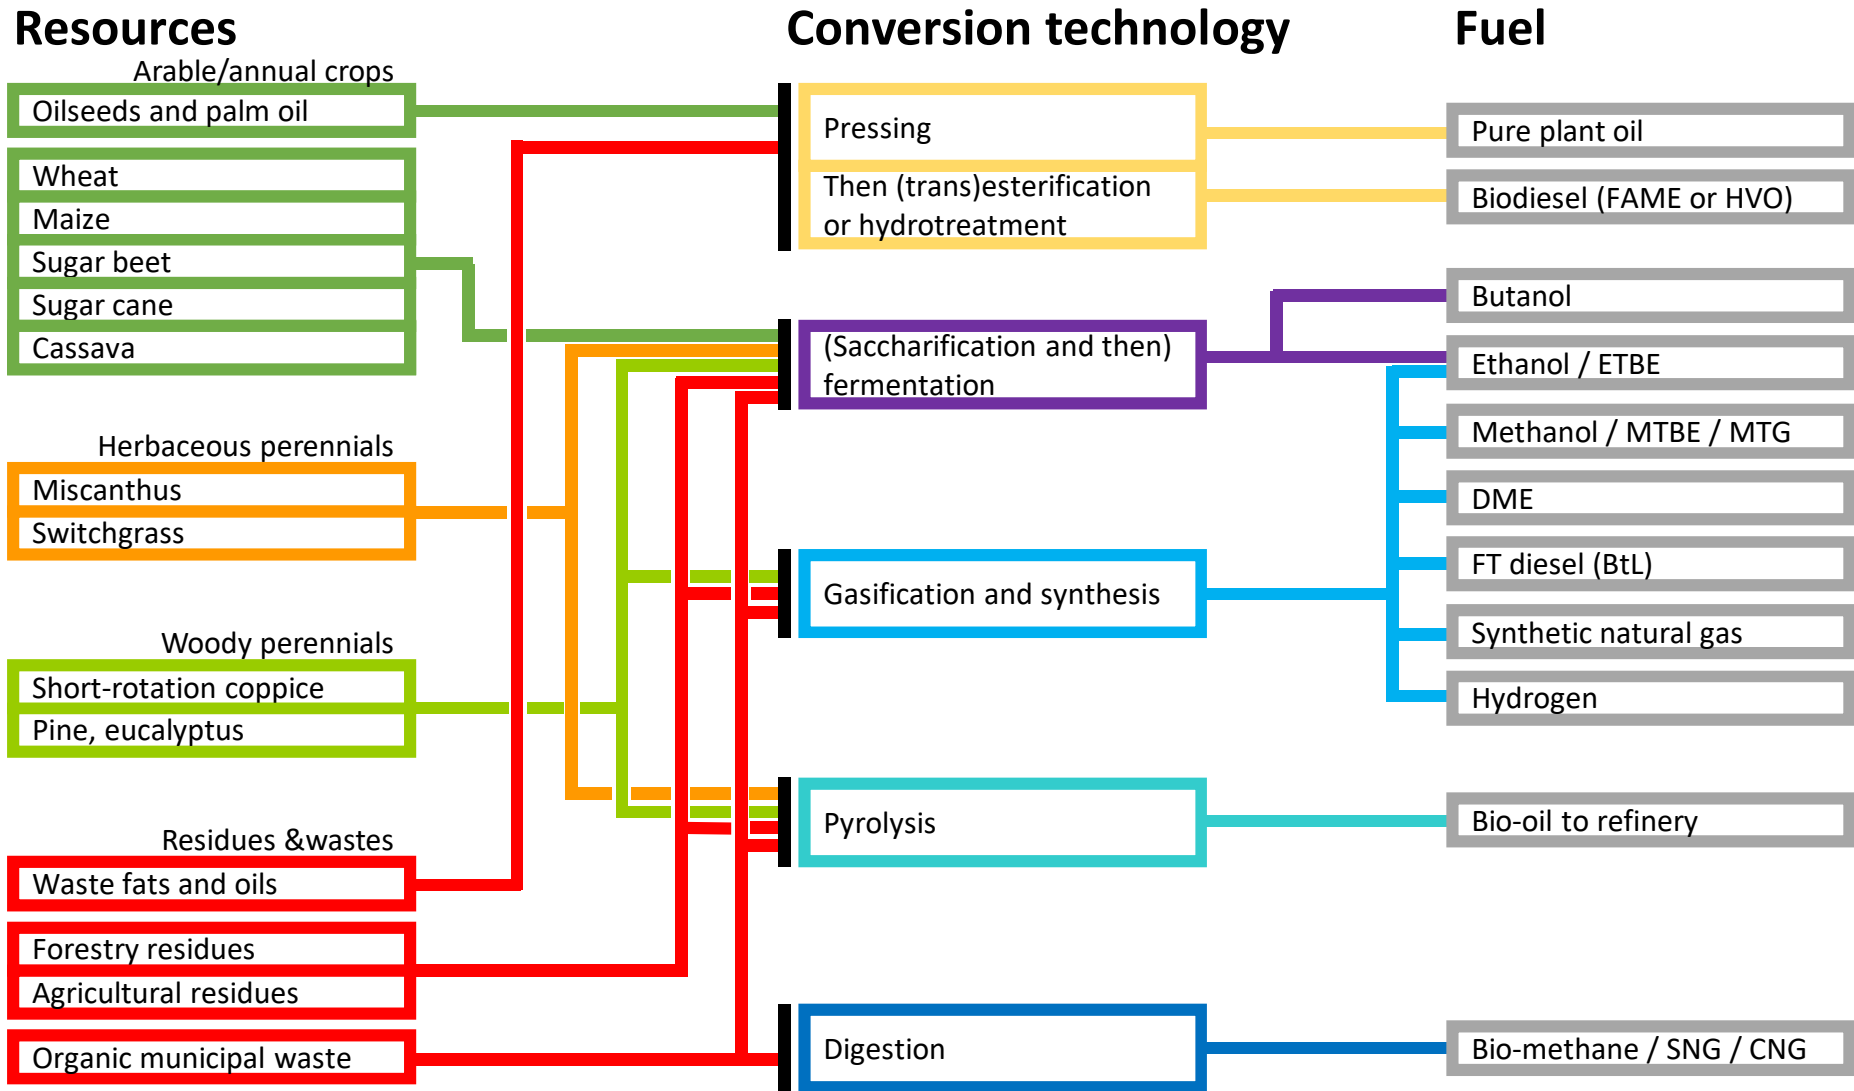 Resources
Arable/annual crops
Oilseeds and palm oil
Wheat
Maize
Sugar beet
Sugar cane
Cassava
Herbaceous perennials
Miscanthus
Switchgrass
Woody perennials
Short-rotation coppice
Pine, eucalyptus
Residues &wastes
Waste fats and oils
Forestry residues
Agricultural residues
Organic municipal waste
Conversion technology
Pressing
Then (trans)esterification
or hydrotreatment
(Saccharification and then)
fermentation
Gasification and synthesis
Pyrolysis
Digestion
Fuel
Pure plant oil
Biodiesel (FAME or HVO)
Butanol
Ethanol / ETBE
Methanol / MTBE / MTG
DME
FT diesel (BtL)
Synthetic natural gas
Hydrogen
Bio-oil to refinery
Bio-methane / SNG / CNG